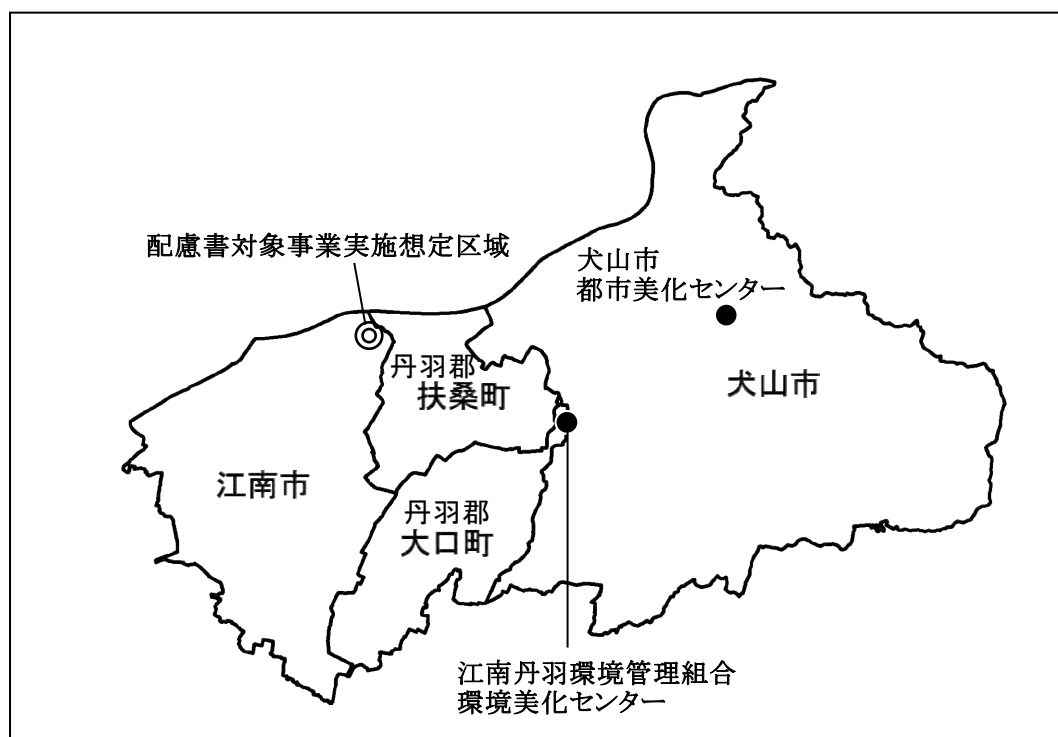 配慮書対象事業実施想定区域
犬山市
都市美化センター
丹羽郡
扶桑町
犬山市
江南市
丹羽郡
大口町
江南丹羽環境管理組合
環境美化センター